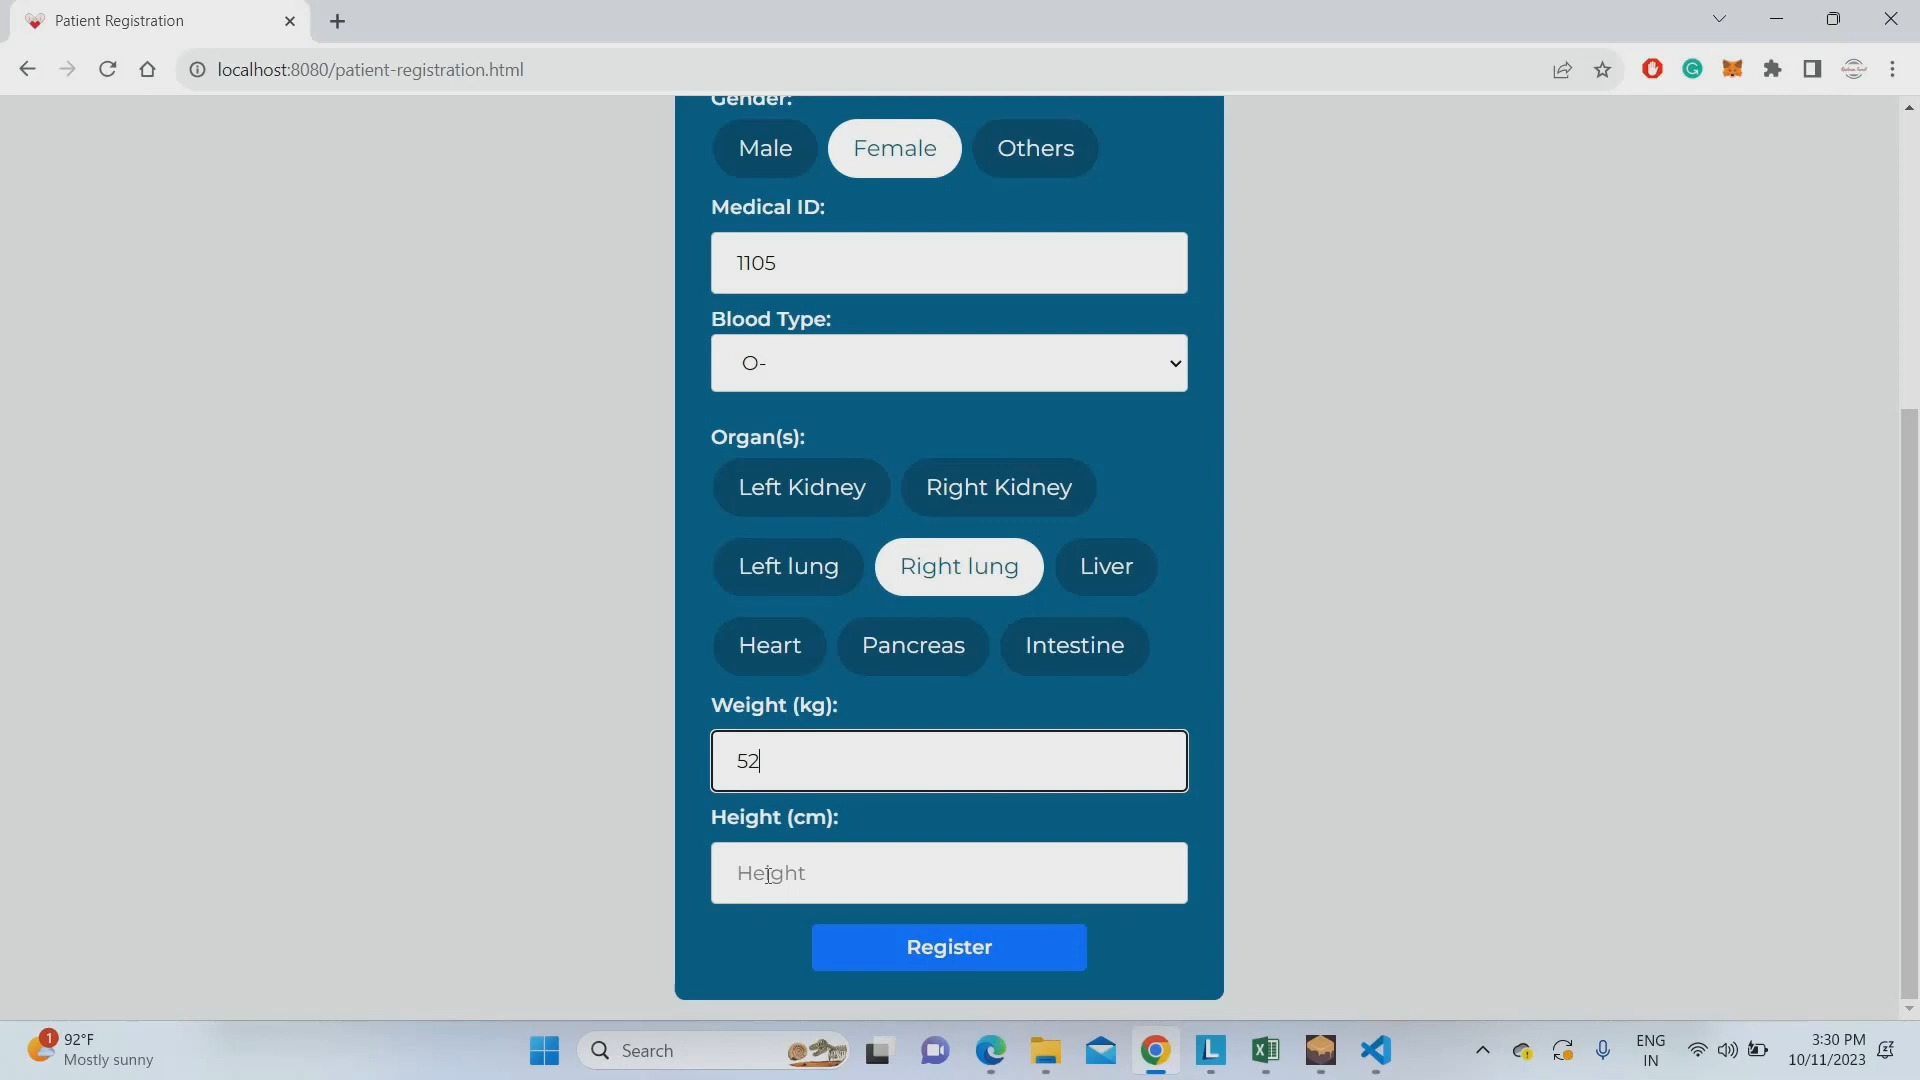 Patient Registration
localhost:8080/patient-registration.html
Gender:
Male Female Others
Medical ID:
1105
Blood Type:
O-
Organ(s):
Left Kidney Right Kidney
Left lung Right lung Liver
Heart Pancreas Intestine
Weight (kg):
52
Height (cm):
Height
Register
1 92°F
Mostly sunny
Search
ENG
IN
3:30 PM
10/11/2023